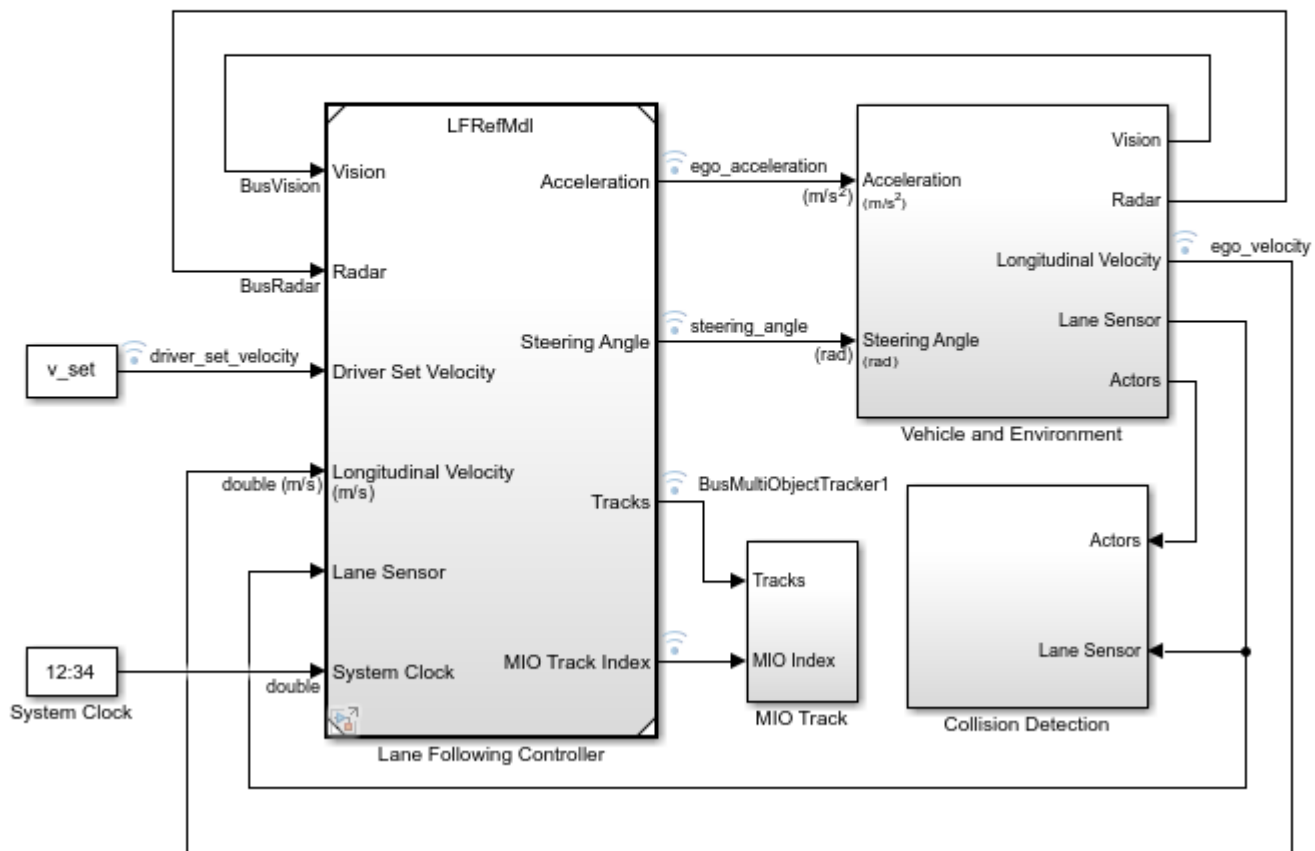 LFRefMdl
Vision
BusVision
Radar
BusRadar
v_set
driver_set_velocity
Driver Set Velocity
Longitudinal Velocity
double (m/s)
(m/s)
Lane Sensor
12:34
System Clock
System Clock
double
Acceleration
Steering Angle
Tracks
MIO Track Index
Lane Following Controller
ego_acceleration
(m/s²)
steering_angle
(rad)
BusMultiObjectTracker1
Tracks
MIO Index
MIO Track
Acceleration
(m/s²)
Steering Angle
(rad)
Vision
Radar
Longitudinal Velocity
Lane Sensor
Actors
Vehicle and Environment
ego_velocity
Actors
Lane Sensor
Collision Detection